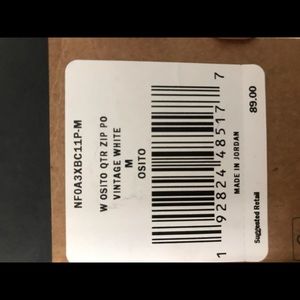 NF0A3XBC11P-M
W OSITO QTR ZIP PO
VINTAGE WHITE
M
OSITO
1 92824 48517 7
MADE IN JORDAN
89.00
Suggested Retail